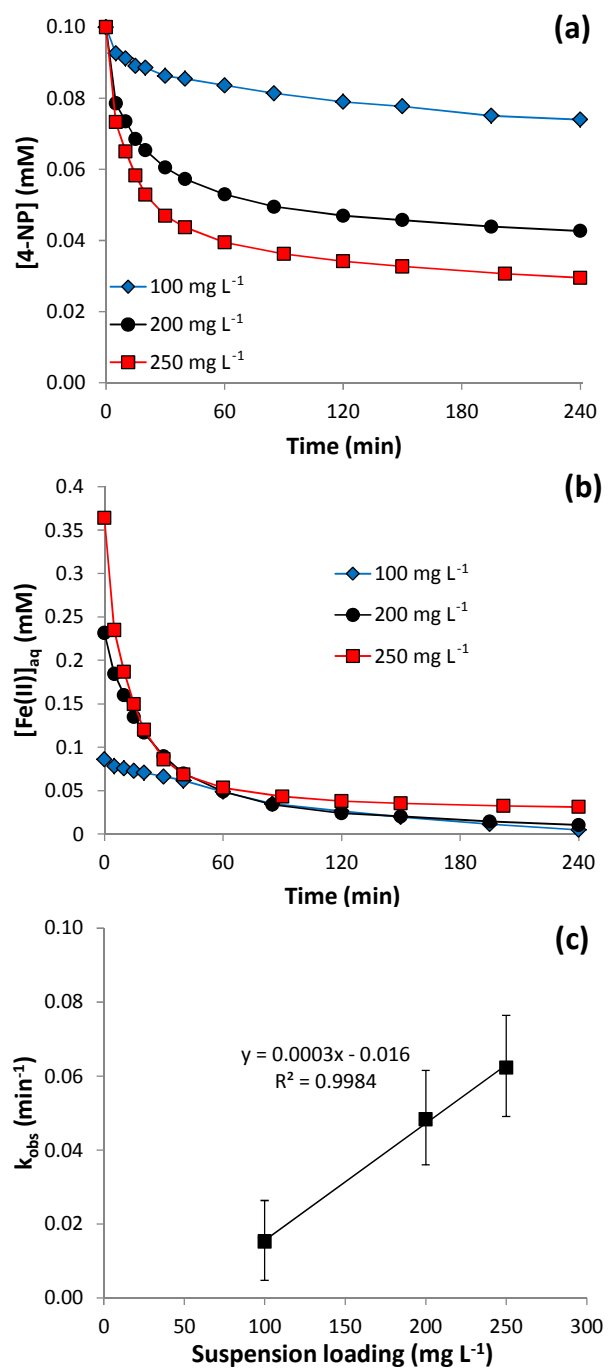 (a)
0.10
0.08
0.06
0.04
0.02
0.00
[4-NP] (mM)
100 mg L⁻¹
200 mg L⁻¹
250 mg L⁻¹
0 60 120 180 240
Time (min)
(b)
0.4
0.35
0.3
0.25
0.2
0.15
0.1
0.05
0
[Fe(II)]aq (mM)
100 mg L⁻¹
200 mg L⁻¹
250 mg L⁻¹
0 60 120 180 240
Time (min)
(c)
0.10
0.08
0.06
0.04
0.02
0.00
kobs (min⁻¹)
y = 0.0003x - 0.016
R² = 0.9984
0 50 100 150 200 250 300
Suspension loading (mg L⁻¹)